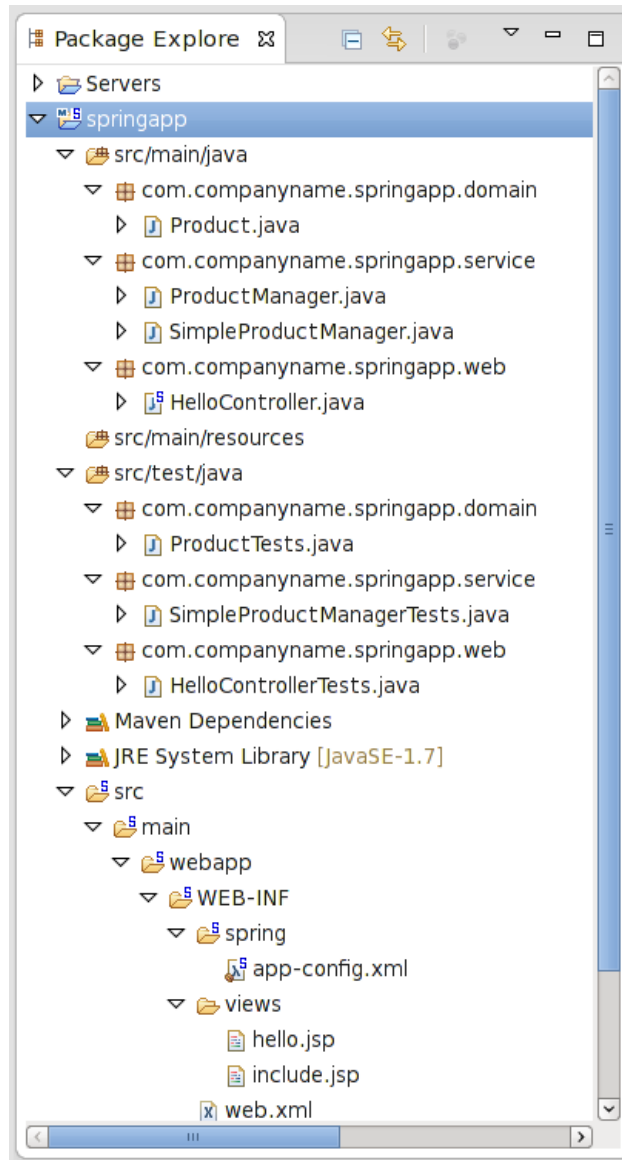 Package Explore
Servers
springapp
src/main/java
com.companyname.springapp.domain
Product.java
com.companyname.springapp.service
ProductManager.java
SimpleProductManager.java
com.companyname.springapp.web
HelloController.java
src/main/resources
src/test/java
com.companyname.springapp.domain
ProductTests.java
com.companyname.springapp.service
SimpleProductManagerTests.java
com.companyname.springapp.web
HelloControllerTests.java
Maven Dependencies
JRE System Library [JavaSE-1.7]
src
main
webapp
WEB-INF
spring
app-config.xml
views
hello.jsp
include.jsp
web.xml